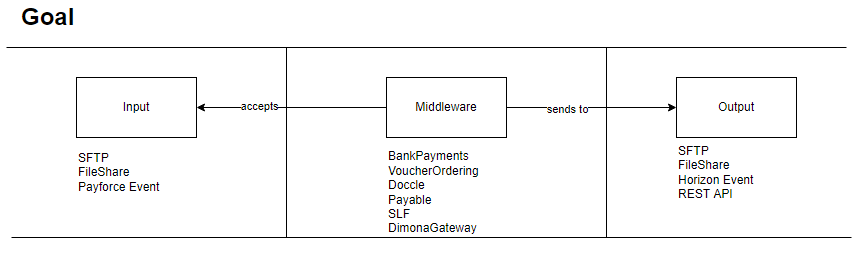 Goal
Input
accepts
Middleware
sends to
Output
SFTP
FileShare
Payforce Event
BankPayments
VoucherOrdering
Doccle
Payable
SLF
DimonaGateway
SFTP
FileShare
Horizon Event
REST API